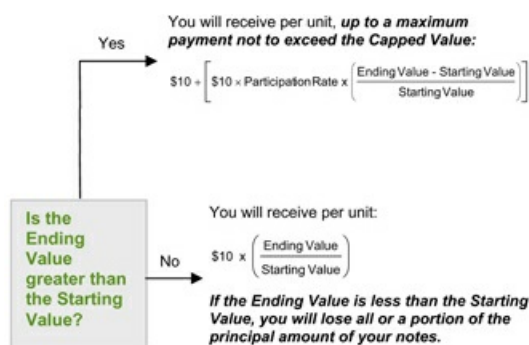 You will receive per unit, up to a maximum
payment not to exceed the Capped Value:
Yes
$10 + [$10 × Participation Rate x (Ending Value - Starting Value / Starting Value)]
Is the
Ending
Value
greater than
the Starting
Value?
No
You will receive per unit:
$10 x (Ending Value / Starting Value)
If the Ending Value is less than the Starting
Value, you will lose all or a portion of the
principal amount of your notes.